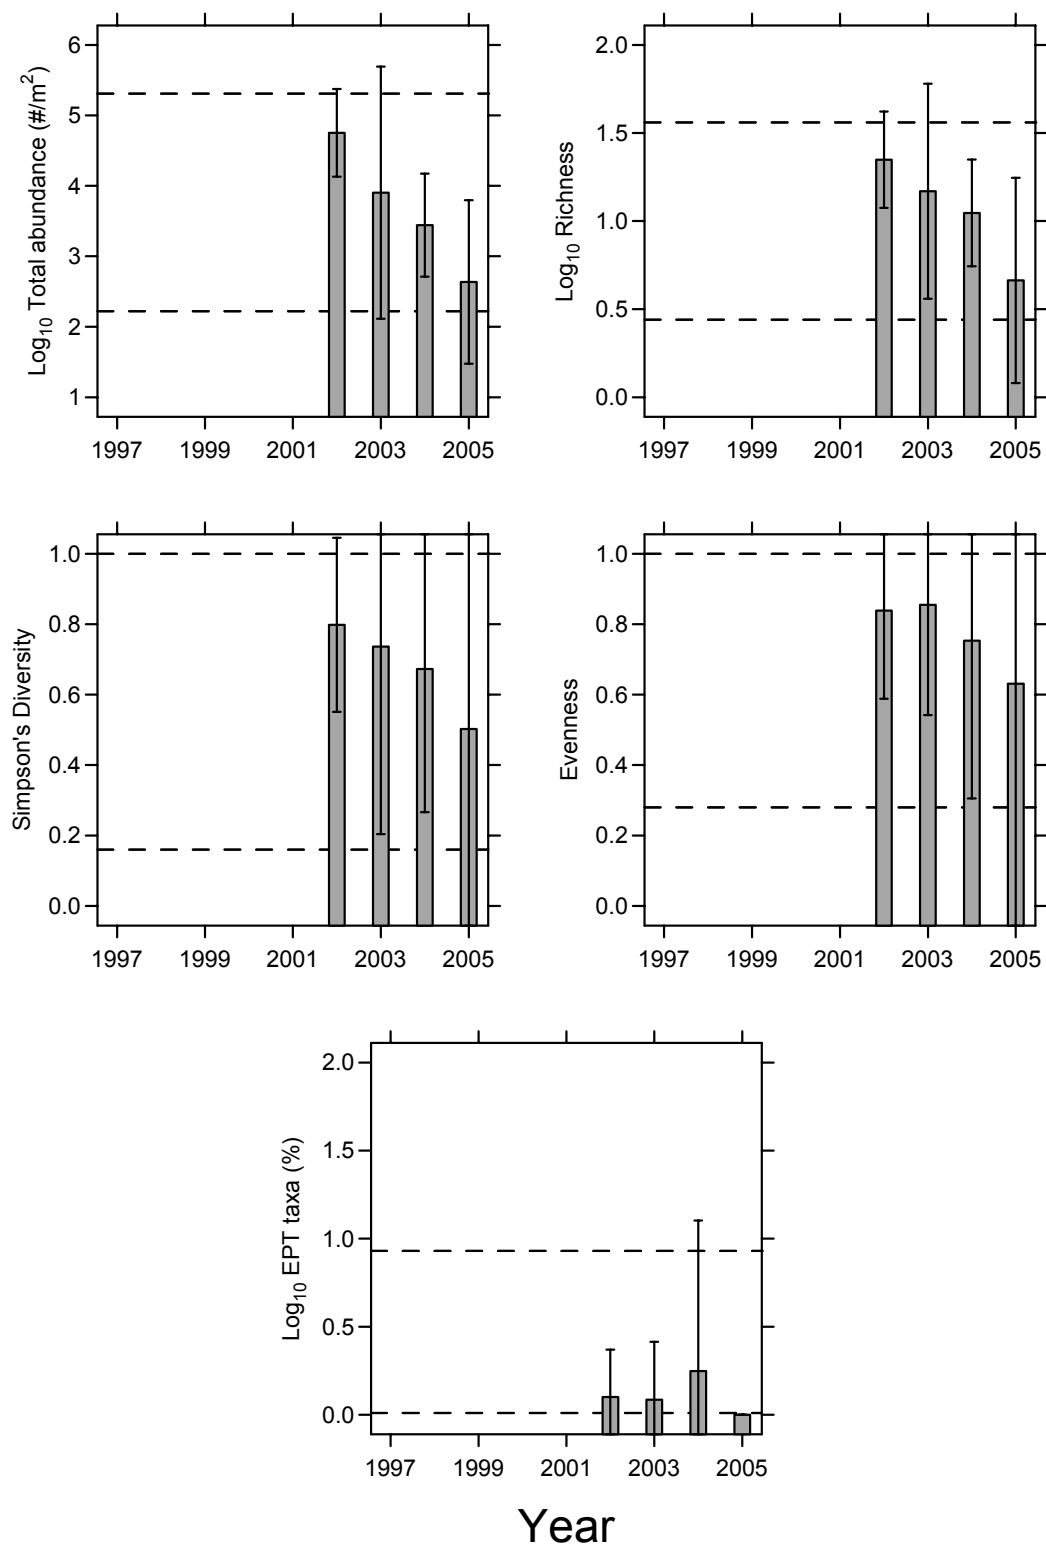 Log10 Total abundance (#/m2)
6
5
4
3
2
1
1997 1999 2001 2003 2005
Log10 Richness
2.0
1.5
1.0
0.5
0.0
1997 1999 2001 2003 2005
Simpson's Diversity
1.0
0.8
0.6
0.4
0.2
0.0
1997 1999 2001 2003 2005
Evenness
1.0
0.8
0.6
0.4
0.2
0.0
1997 1999 2001 2003 2005
Log10 EPT taxa (%)
2.0
1.5
1.0
0.5
0.0
1997 1999 2001 2003 2005
Year